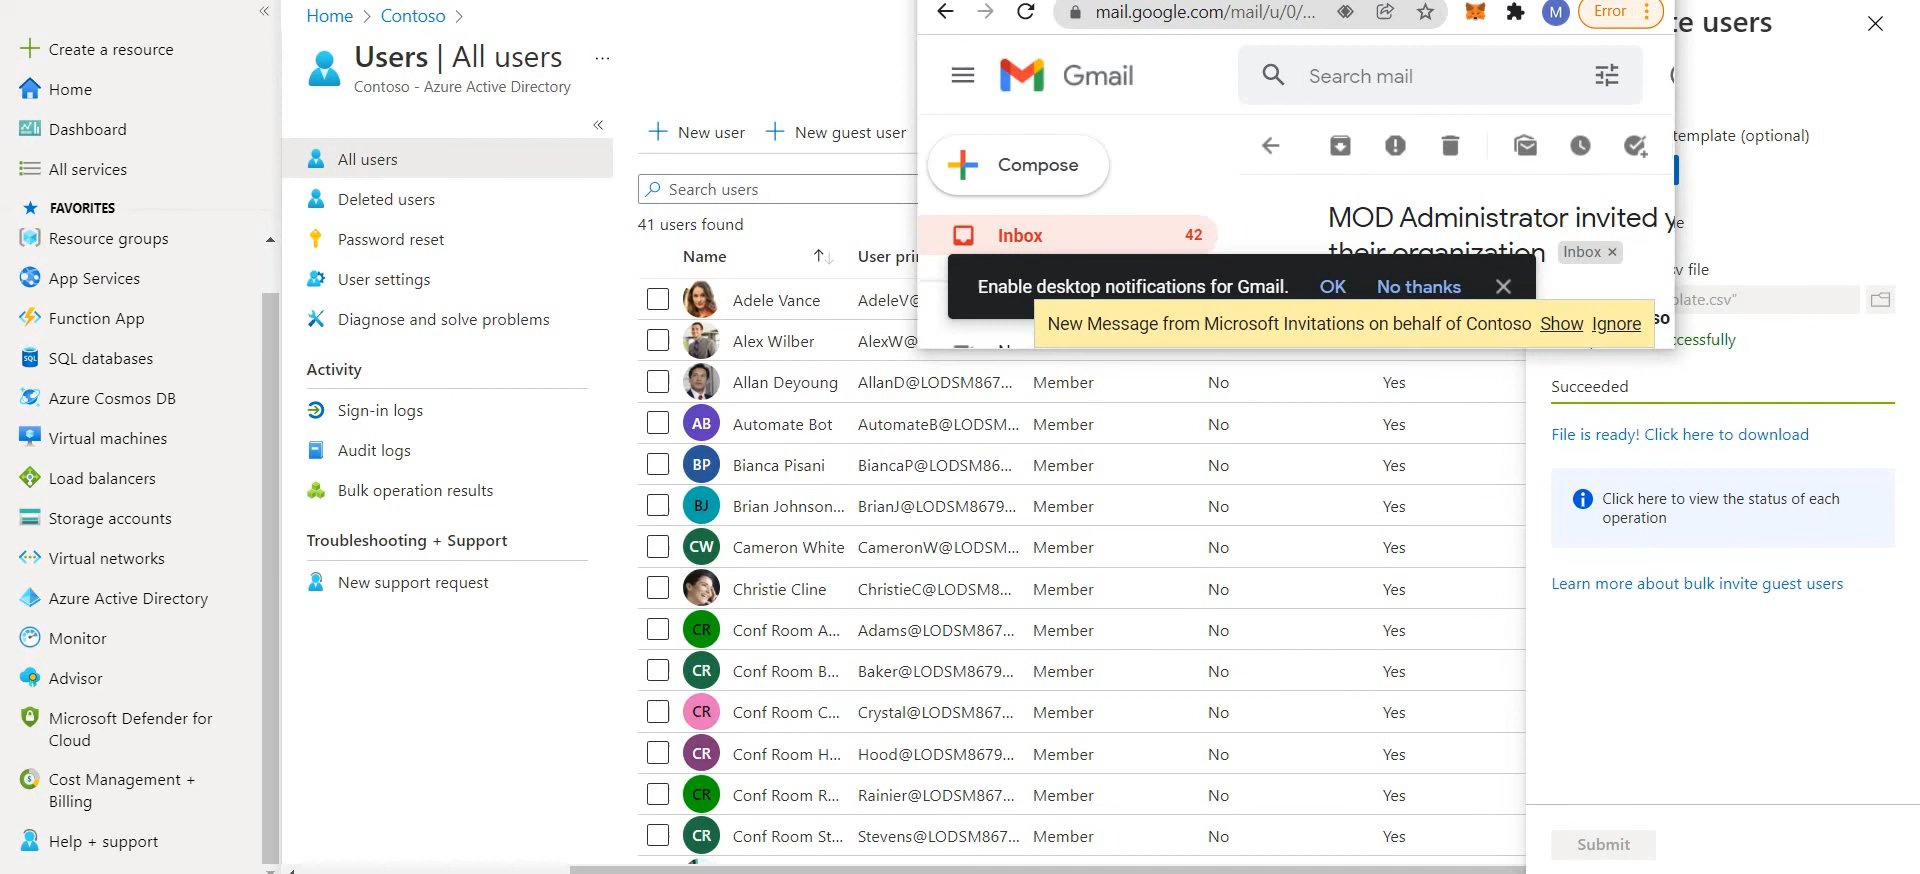 Create a resource
Home
Dashboard
All services
FAVORITES
Resource groups
App Services
Function App
SQL databases
Azure Cosmos DB
Virtual machines
Load balancers
Storage accounts
Virtual networks
Azure Active Directory
Monitor
Advisor
Microsoft Defender for
Cloud
Cost Management +
Billing
Help + support
Home > Contoso >
Users | All users ...
Contoso - Azure Active Directory
All users
Deleted users
Password reset
User settings
Diagnose and solve problems
Activity
Sign-in logs
Audit logs
Bulk operation results
Troubleshooting + Support
New support request
New user New guest user
Search users
41 users found
Name User pri
Adele Vance AdeleV@
Alex Wilber AlexW@
Allan Deyoung AllanD@LODSM867... Member No Yes
AB Automate Bot AutomateB@LODSM... Member No Yes
BP Bianca Pisani BiancaP@LODSM86... Member No Yes
BJ Brian Johnson... BrianJ@LODSM8679... Member No Yes
CW Cameron White CameronW@LODSM... Member No Yes
Christie Cline ChristieC@LODSM8... Member No Yes
CR Conf Room A... Adams@LODSM867... Member No Yes
CR Conf Room B... Baker@LODSM8679... Member No Yes
CR Conf Room C... Crystal@LODSM867... Member No Yes
CR Conf Room H... Hood@LODSM8679... Member No Yes
CR Conf Room R... Rainier@LODSM867... Member No Yes
CR Conf Room St... Stevens@LODSM867... Member No Yes
mail.google.com/mail/u/0/... M Error
Gmail
Search mail
Compose
Inbox 42
MOD Administrator invited y
their organization Inbox ×
Enable desktop notifications for Gmail. OK No thanks
New Message from Microsoft Invitations on behalf of Contoso Show Ignore
te users
template (optional)
e
sv file
plate.csv"
so
ccessfully
Succeeded
File is ready! Click here to download
Click here to view the status of each
operation
Learn more about bulk invite guest users
Submit